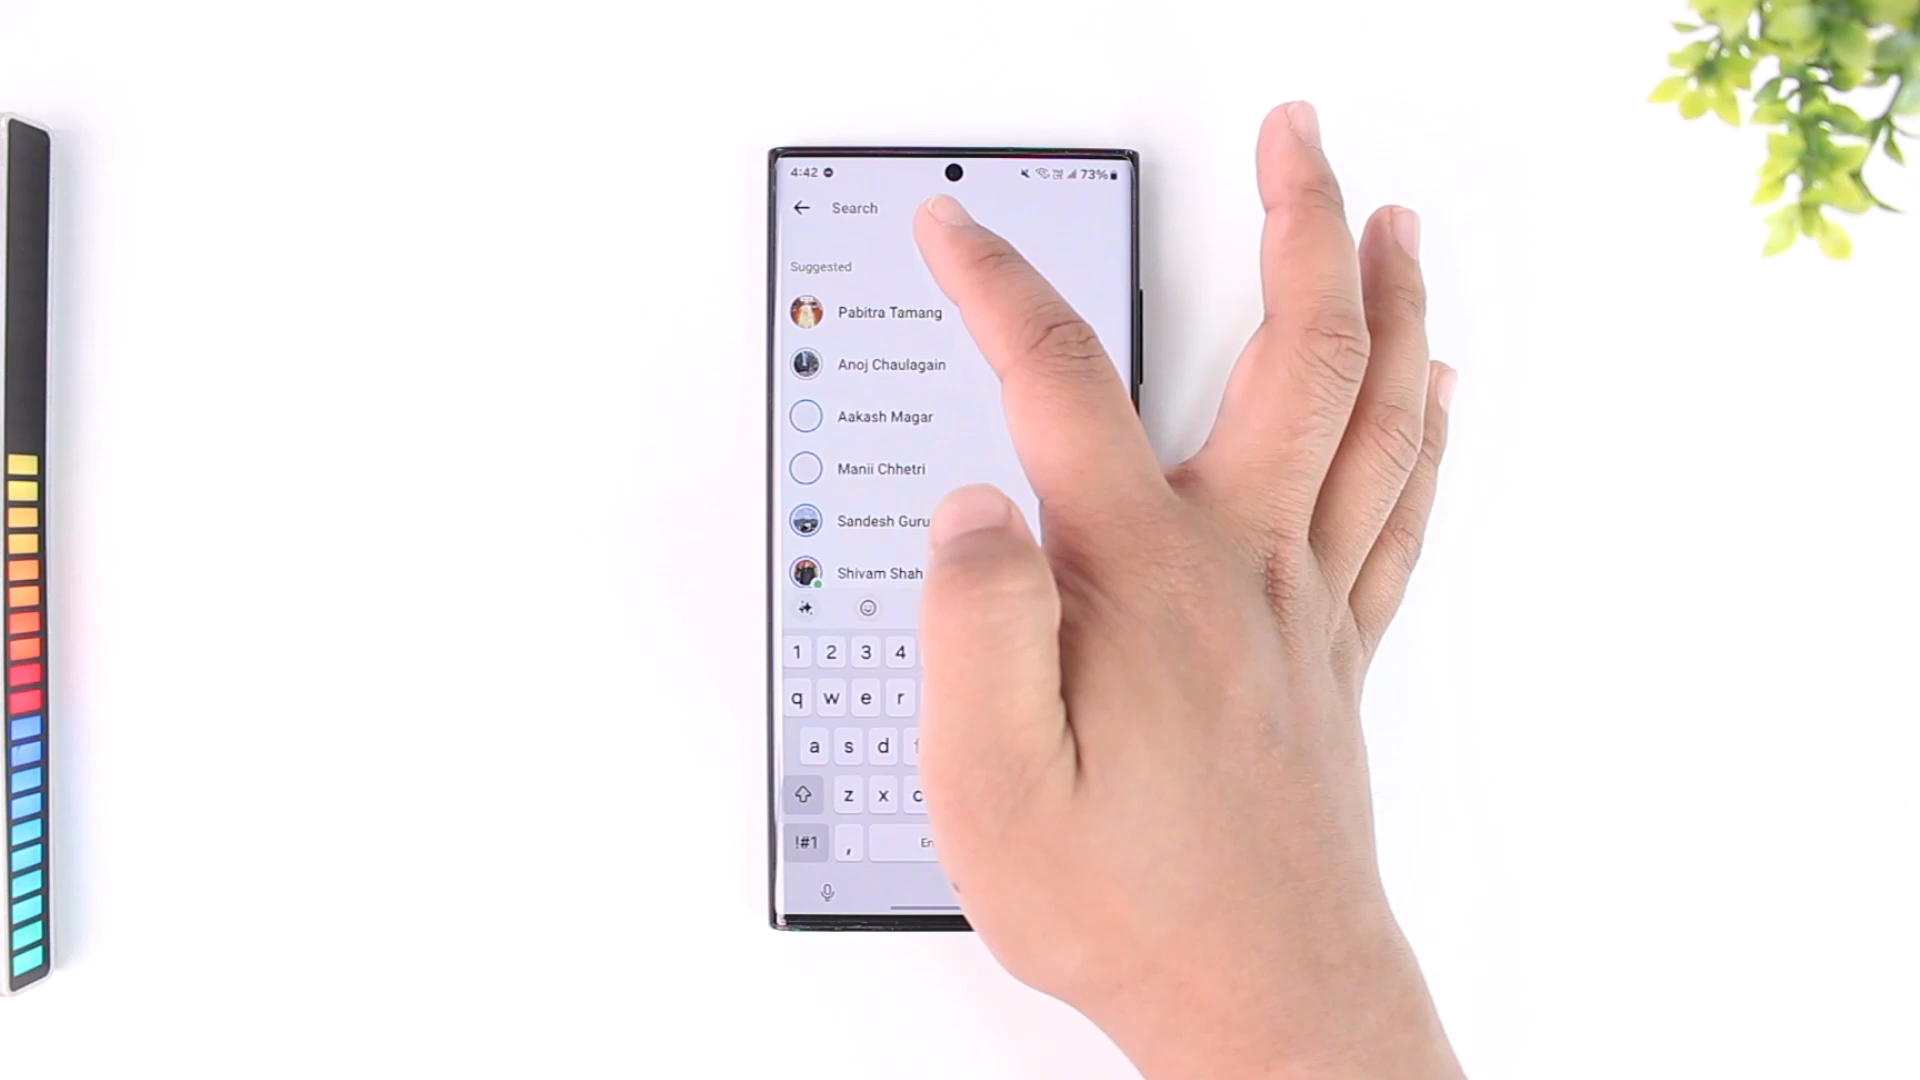 4:42 73%
Search
Suggested
Pabitra Tamang
Anoj Chaulagain
Aakash Magar
Manii Chhetri
Sandesh Guru
Shivam Shah
1 2 3 4
q w e r
a s d f
z x c
!#1 , En